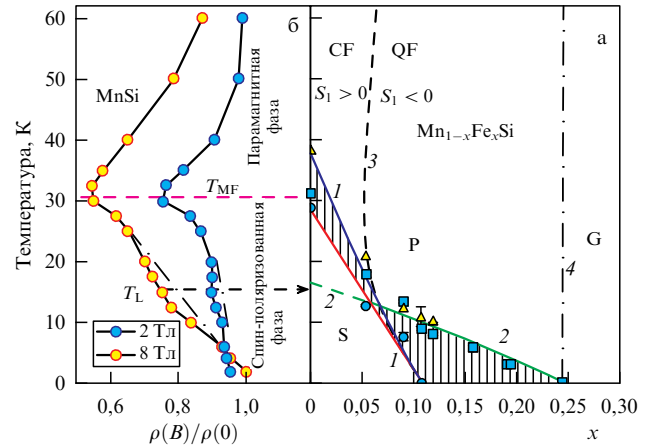 Температура, К
60
50
40
30
20
10
0
0,6
0,8
1,0
ρ(B)/ρ(0)
MnSi
Парамагнитная
фаза
T_MF
T_L
Спин-поляризованная
фаза
2 Тл
8 Тл
б
CF
QF
а
S₁ > 0
S₁ < 0
Mn₁₋ₓFeₓSi
3
1
P
G
4
2
2
S
1
0
0,05
0,10
0,15
0,20
0,25
0,30
x